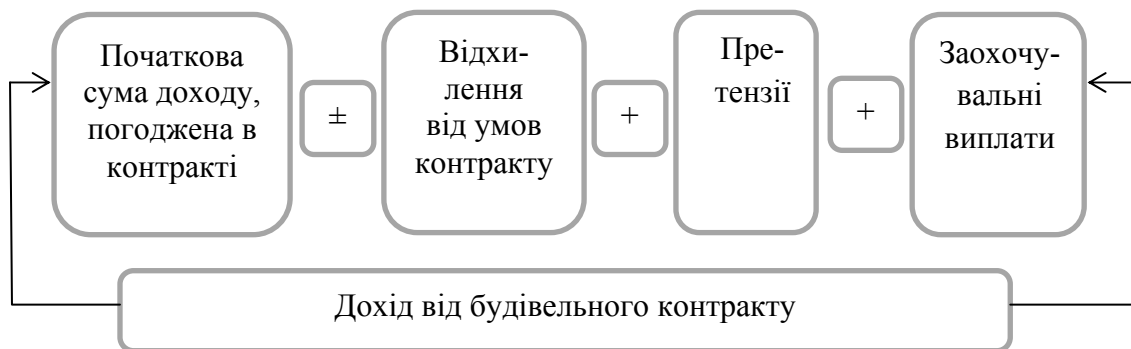 Початкова
сума доходу,
погоджена в
контракті
±
Відхи-
лення
від умов
контракту
+
Пре-
тензії
+
Заохочу-
вальні
виплати
Дохід від будівельного контракту